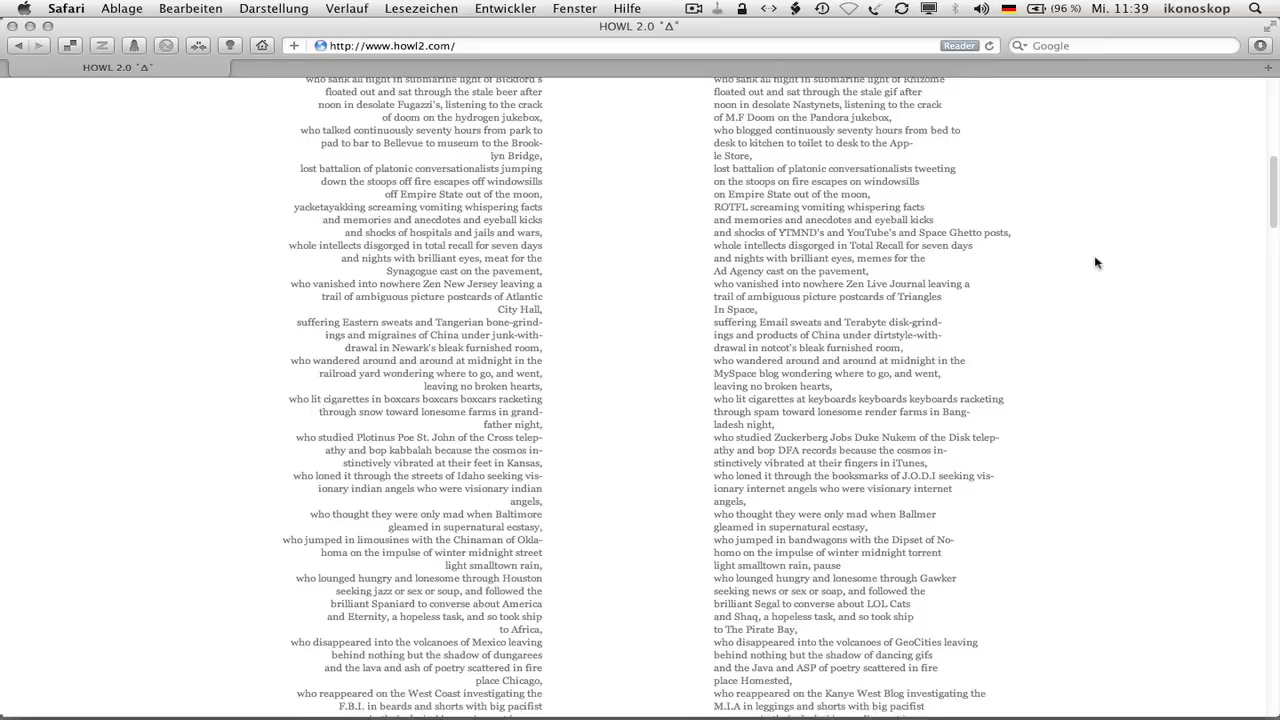 Safari Ablage Bearbeiten Darstellung Verlauf Lesezeichen Entwickler Fenster Hilfe (96 %) Mi. 11:39 ikonoskop
HOWL 2.0 ˚∆˚
http://www.howl2.com/ Reader Google
HOWL 2.0 ˚∆˚
who sank all night in submarine light of Bickford's
floated out and sat through the stale beer after
noon in desolate Fugazzi's, listening to the crack
of doom on the hydrogen jukebox,
who talked continuously seventy hours from park to
pad to bar to Bellevue to museum to the Brook-
lyn Bridge,
lost battalion of platonic conversationalists jumping
down the stoops off fire escapes off windowsills
off Empire State out of the moon,
yacketayakking screaming vomiting whispering facts
and memories and anecdotes and eyeball kicks
and shocks of hospitals and jails and wars,
whole intellects disgorged in total recall for seven days
and nights with brilliant eyes, meat for the
Synagogue cast on the pavement,
who vanished into nowhere Zen New Jersey leaving a
trail of ambiguous picture postcards of Atlantic
City Hall,
suffering Eastern sweats and Tangerian bone-grind-
ings and migraines of China under junk-with-
drawal in Newark's bleak furnished room,
who wandered around and around at midnight in the
railroad yard wondering where to go, and went,
leaving no broken hearts,
who lit cigarettes in boxcars boxcars boxcars racketing
through snow toward lonesome farms in grand-
father night,
who studied Plotinus Poe St. John of the Cross telep-
athy and bop kabbalah because the cosmos in-
stinctively vibrated at their feet in Kansas,
who loned it through the streets of Idaho seeking vis-
ionary indian angels who were visionary indian
angels,
who thought they were only mad when Baltimore
gleamed in supernatural ecstasy,
who jumped in limousines with the Chinaman of Okla-
homa on the impulse of winter midnight street
light smalltown rain,
who lounged hungry and lonesome through Houston
seeking jazz or sex or soup, and followed the
brilliant Spaniard to converse about America
and Eternity, a hopeless task, and so took ship
to Africa,
who disappeared into the volcanoes of Mexico leaving
behind nothing but the shadow of dungarees
and the lava and ash of poetry scattered in fire
place Chicago,
who reappeared on the West Coast investigating the
F.B.I. in beards and shorts with big pacifist
who sank all night in submarine light of Rhizome
floated out and sat through the stale gif after
noon in desolate Nastynets, listening to the crack
of M.F Doom on the Pandora jukebox,
who blogged continuously seventy hours from bed to
desk to kitchen to toilet to desk to the App-
le Store,
lost battalion of platonic conversationalists tweeting
on the stoops on fire escapes on windowsills
on Empire State out of the moon,
ROTFL screaming vomiting whispering facts
and memories and anecdotes and eyeball kicks
and shocks of YTMND's and YouTube's and Space Ghetto posts,
whole intellects disgorged in Total Recall for seven days
and nights with brilliant eyes, memes for the
Ad Agency cast on the pavement,
who vanished into nowhere Zen Live Journal leaving a
trail of ambiguous picture postcards of Triangles
In Space,
suffering Email sweats and Terabyte disk-grind-
ings and products of China under dirtstyle-with-
drawal in notcot's bleak furnished room,
who wandered around and around at midnight in the
MySpace blog wondering where to go, and went,
leaving no broken hearts,
who lit cigarettes at keyboards keyboards keyboards racketing
through spam toward lonesome render farms in Bang-
ladesh night,
who studied Zuckerberg Jobs Duke Nukem of the Disk telep-
athy and bop DFA records because the cosmos in-
stinctively vibrated at their fingers in iTunes,
who loned it through the booksmarks of J.O.D.I seeking vis-
ionary internet angels who were visionary internet
angels,
who thought they were only mad when Ballmer
gleamed in supernatural ecstasy,
who jumped in bandwagons with the Dipset of No-
homo on the impulse of winter midnight torrent
light smalltown rain, pause
who lounged hungry and lonesome through Gawker
seeking news or sex or soap, and followed the
brilliant Segal to converse about LOL Cats
and Shaq, a hopeless task, and so took ship
to The Pirate Bay,
who disappeared into the volcanoes of GeoCities leaving
behind nothing but the shadow of dancing gifs
and the Java and ASP of poetry scattered in fire
place Homested,
who reappeared on the Kanye West Blog investigating the
M.I.A in leggings and shorts with big pacifist